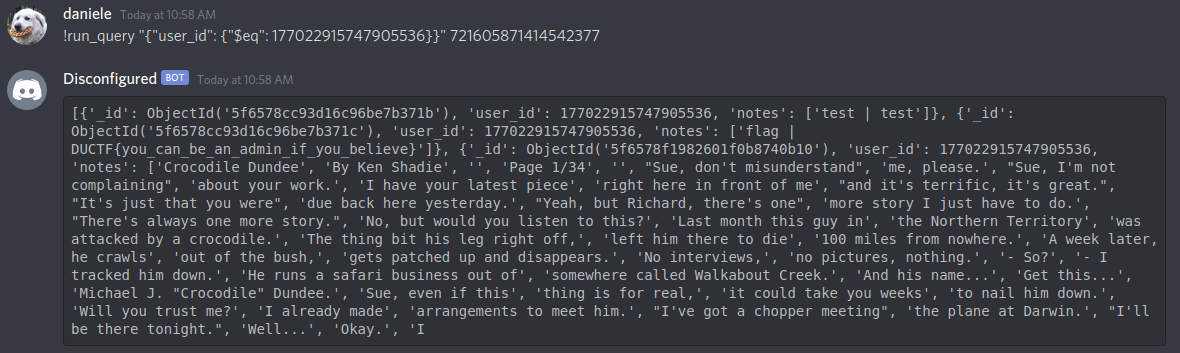 daniele Today at 10:58 AM
!run_query "{"user_id": {"$eq": 177022915747905536}}" 721605871414542377
Disconfigured BOT Today at 10:58 AM
[{'_id': ObjectId('5f6578cc93d16c96be7b371b'), 'user_id': 177022915747905536, 'notes': ['test | test']}, {'_id':
ObjectId('5f6578cc93d16c96be7b371c'), 'user_id': 177022915747905536, 'notes': ['flag |
DUCTF{you_can_be_an_admin_if_you_believe}']}, {'_id': ObjectId('5f6578f1982601f0b8740b10'), 'user_id': 177022915747905536,
'notes': ['Crocodile Dundee', 'By Ken Shadie', '', 'Page 1/34', '', "Sue, don't misunderstand", 'me, please.', "Sue, I'm not
complaining", 'about your work.', 'I have your latest piece', 'right here in front of me', "and it's terrific, it's great.",
"It's just that you were", 'due back here yesterday.', "Yeah, but Richard, there's one", 'more story I just have to do.',
"There's always one more story.", 'No, but would you listen to this?', 'Last month this guy in', 'the Northern Territory', 'was
attacked by a crocodile.', 'The thing bit his leg right off,', 'left him there to die', '100 miles from nowhere.', 'A week later,
he crawls', 'out of the bush,', 'gets patched up and disappears.', 'No interviews,', 'no pictures, nothing.', '- So?', '- I
tracked him down.', 'He runs a safari business out of', 'somewhere called Walkabout Creek.', 'And his name...', 'Get this...',
'Michael J. "Crocodile" Dundee.', 'Sue, even if this', 'thing is for real,', 'it could take you weeks', 'to nail him down.',
'Will you trust me?', 'I already made', 'arrangements to meet him.', "I've got a chopper meeting", 'the plane at Darwin.', "I'll
be there tonight.", 'Well...', 'Okay.', 'I